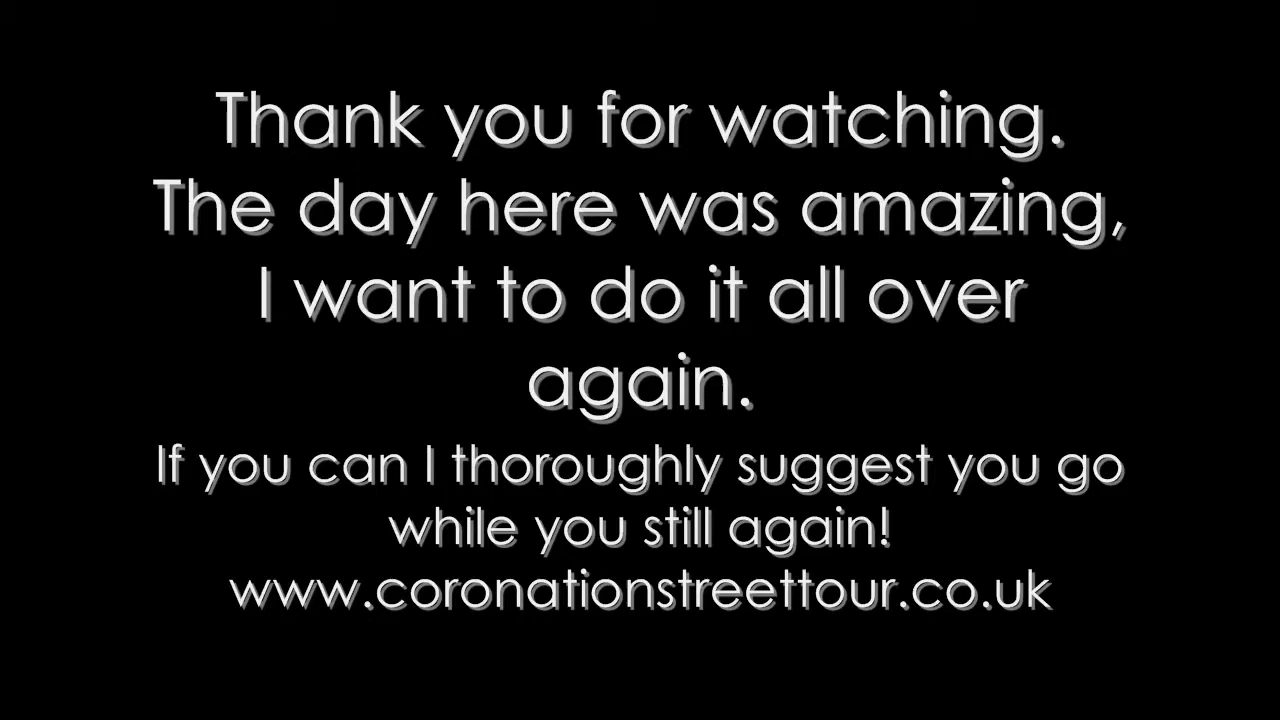 Thank you for watching.
The day here was amazing,
I want to do it all over
again.
If you can I thoroughly suggest you go
while you still again!
www.coronationstreettour.co.uk